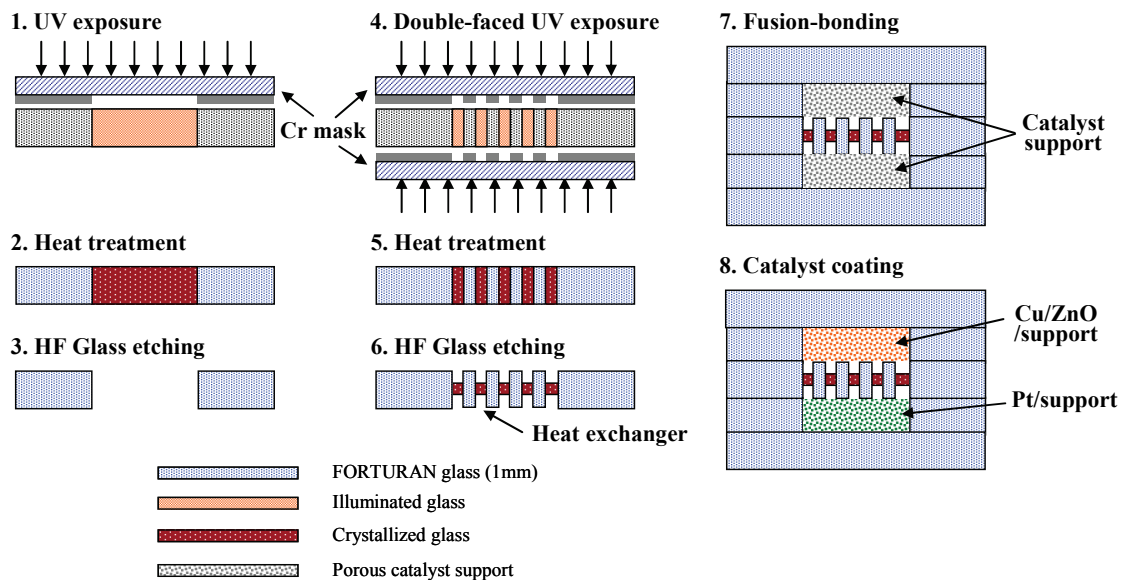 1. UV exposure
Cr mask
2. Heat treatment
3. HF Glass etching
4. Double-faced UV exposure
5. Heat treatment
6. HF Glass etching
Heat exchanger
7. Fusion-bonding
Catalyst
support
8. Catalyst coating
Cu/ZnO
/support
Pt/support
FORTURAN glass (1mm)
Illuminated glass
Crystallized glass
Porous catalyst support